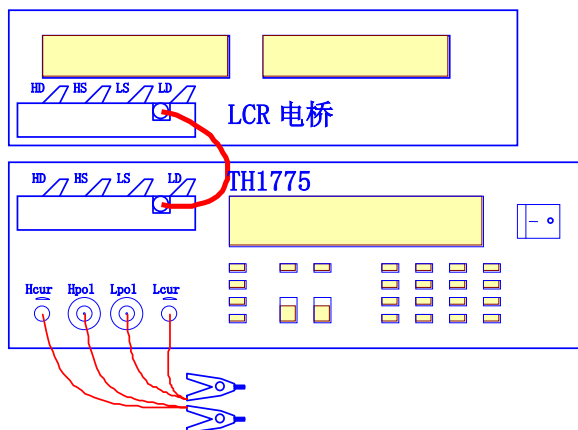 HD HS LS LD
LCR 电桥
HD HS LS LD
TH1775
Hcur Hpol Lpol Lcur